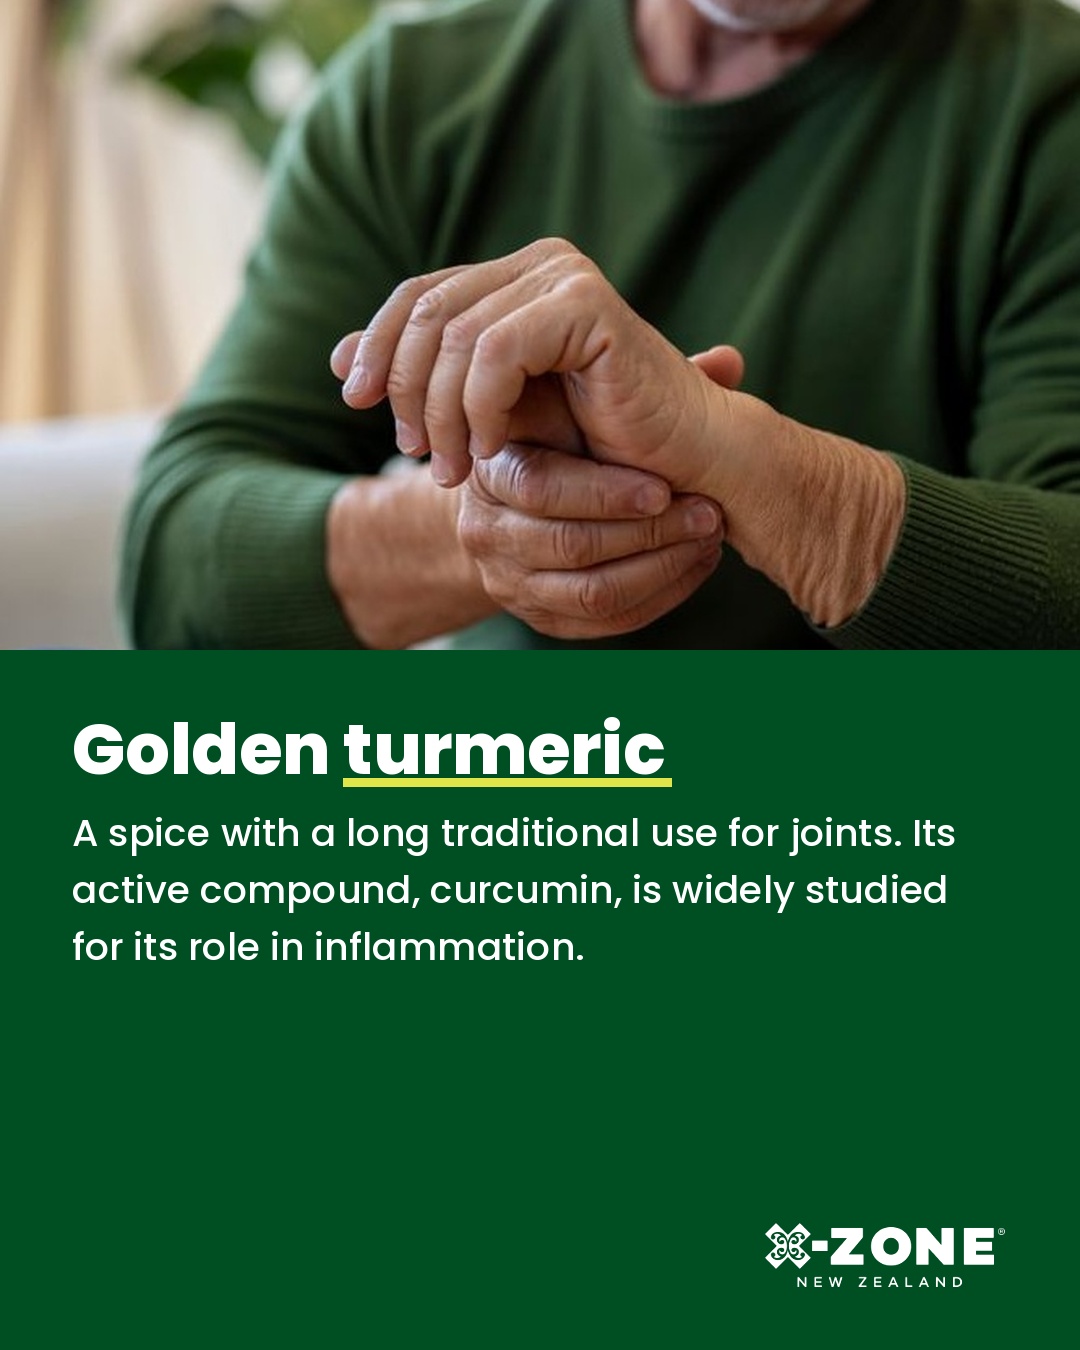 Golden turmeric
A spice with a long traditional use for joints. Its
active compound, curcumin, is widely studied
for its role in inflammation.
X-ZONE®
NEW ZEALAND